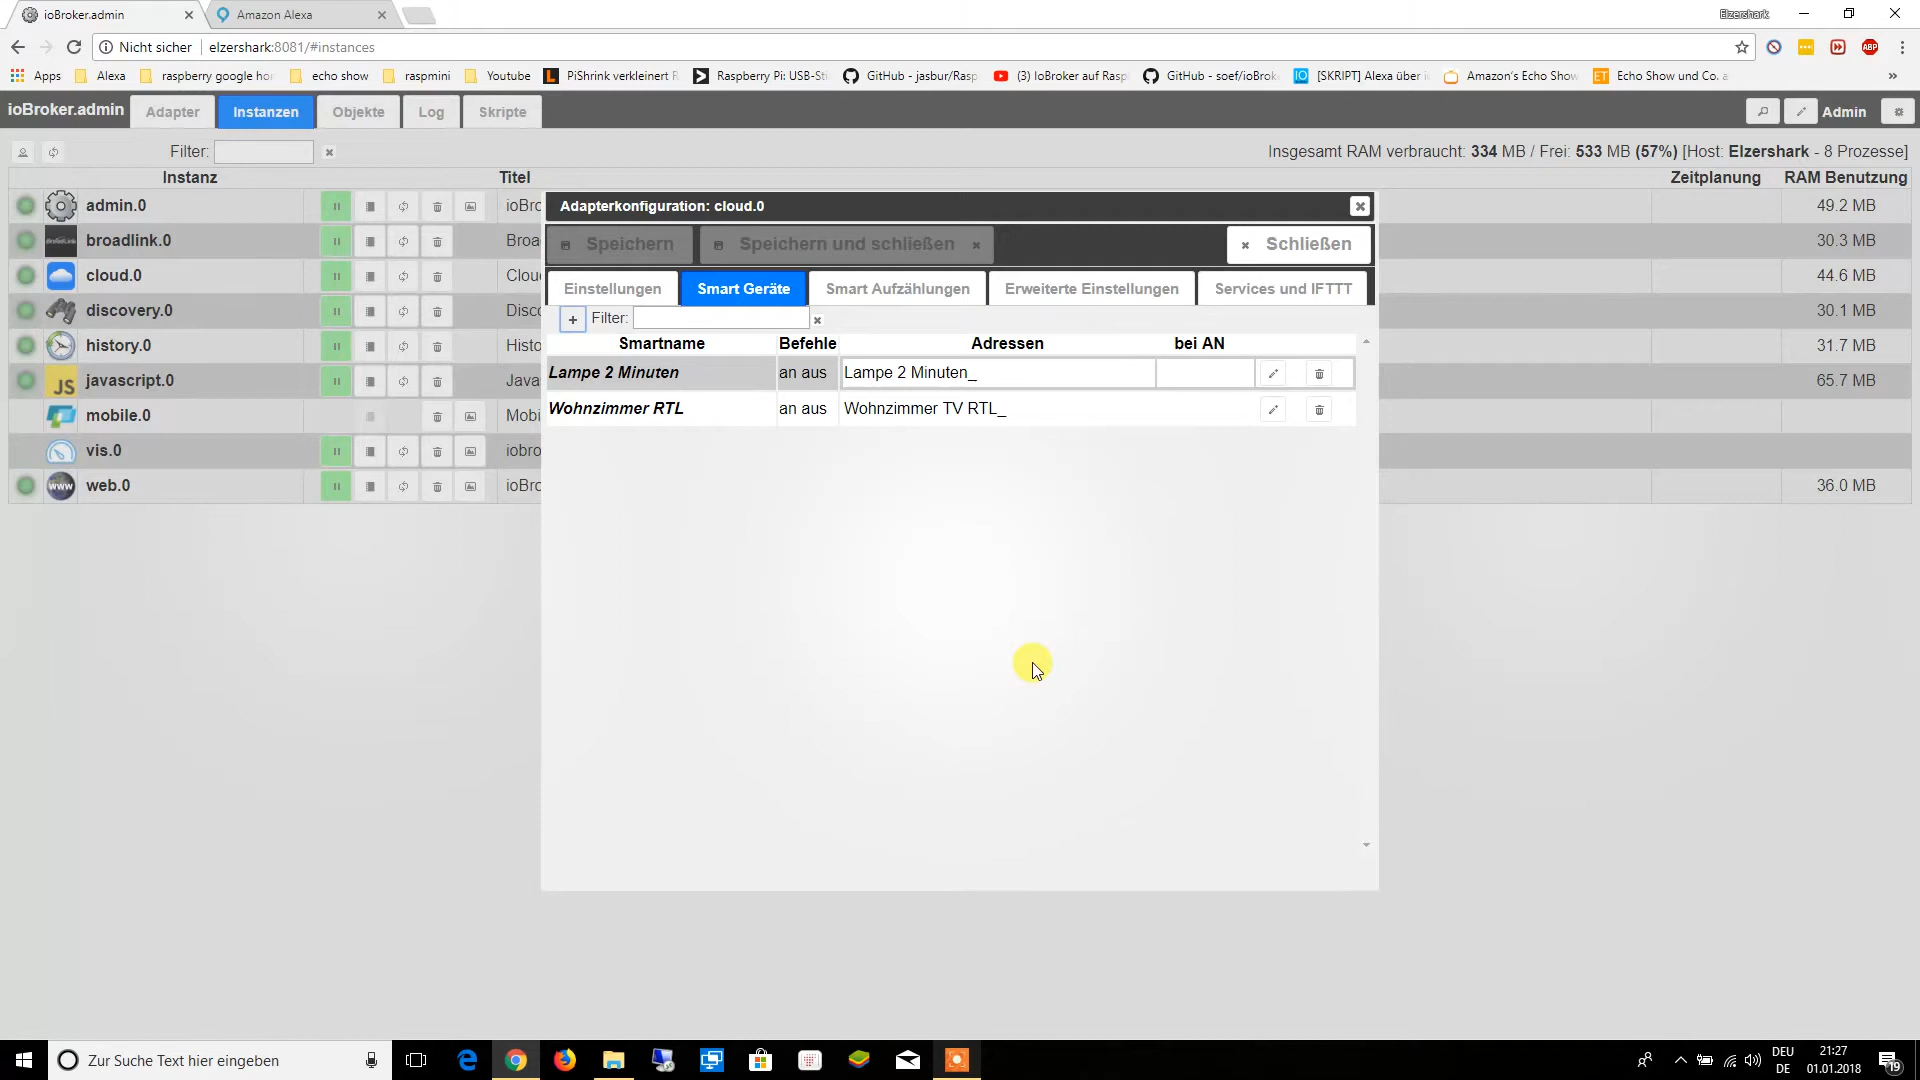 ioBroker.admin
Amazon Alexa
Elzershark
Nicht sicher
elzershark:8081/#instances
Apps
Alexa
raspberry google hor
echo show
raspmini
Youtube
PiShrink verkleinert R
Raspberry Pi: USB-Sti
GitHub - jasbur/Rasp
(3) IoBroker auf Rasp
GitHub - soef/ioBrok
[SKRIPT] Alexa über i
Amazon's Echo Show
Echo Show und Co. a
ABP
»
ioBroker.admin
Adapter
Instanzen
Objekte
Log
Skripte
Admin
Filter:
Insgesamt RAM verbraucht: 334 MB / Frei: 533 MB (57%) [Host: Elzershark - 8 Prozesse]
Instanz
Titel
Zeitplanung
RAM Benutzung
admin.0
ioBro
49.2 MB
broadlink.0
Broa
30.3 MB
cloud.0
Clou
44.6 MB
discovery.0
Disc
30.1 MB
history.0
Histo
31.7 MB
JS
javascript.0
Java
65.7 MB
mobile.0
Mobi
vis.0
iobro
www
web.0
ioBro
36.0 MB
Adapterkonfiguration: cloud.0
Speichern
Speichern und schließen
Schließen
Einstellungen
Smart Geräte
Smart Aufzählungen
Erweiterte Einstellungen
Services und IFTTT
+
Filter:
Smartname
Befehle
Adressen
bei AN
Lampe 2 Minuten
an aus
Lampe 2 Minuten_
Wohnzimmer RTL
an aus
Wohnzimmer TV RTL_
Zur Suche Text hier eingeben
DEU
DE
21:27
01.01.2018
19